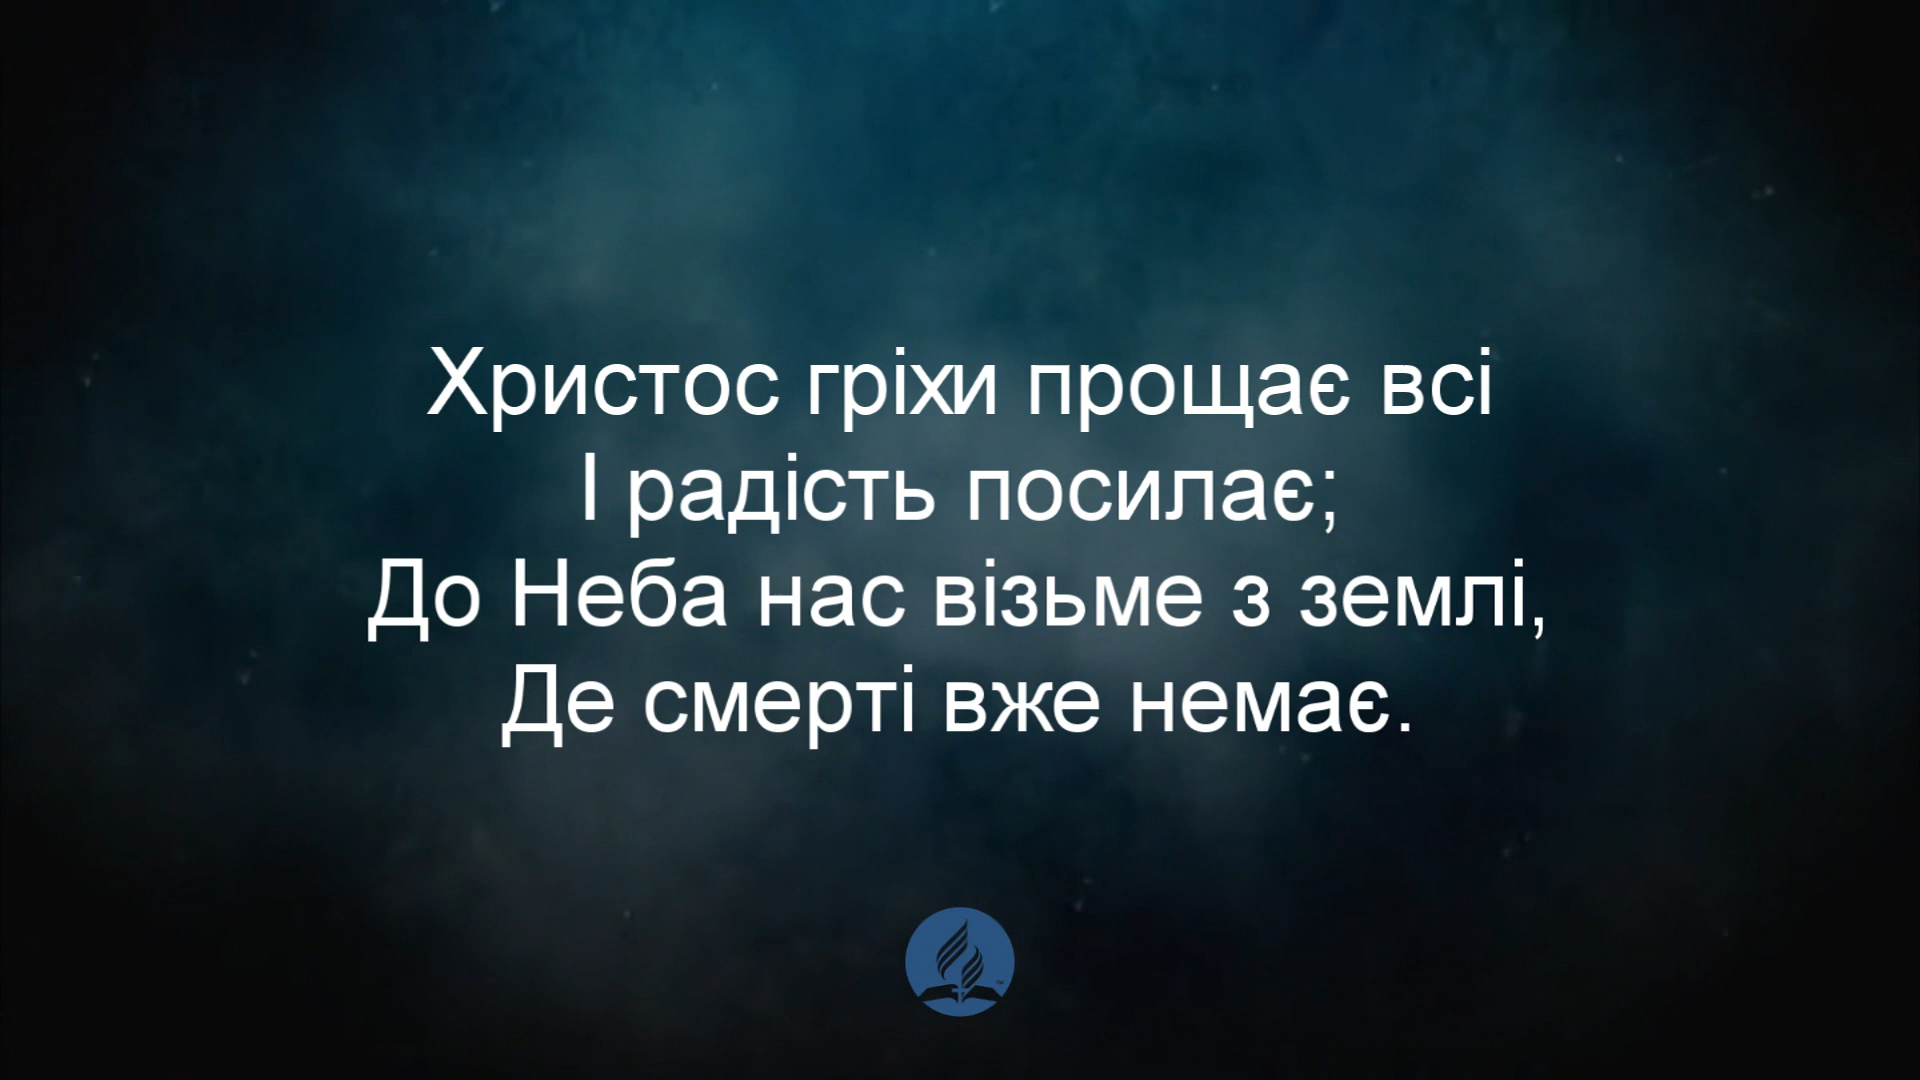 Христос гріхи прощає всі
І радість посилає;
До Неба нас візьме з землі,
Де смерті вже немає.